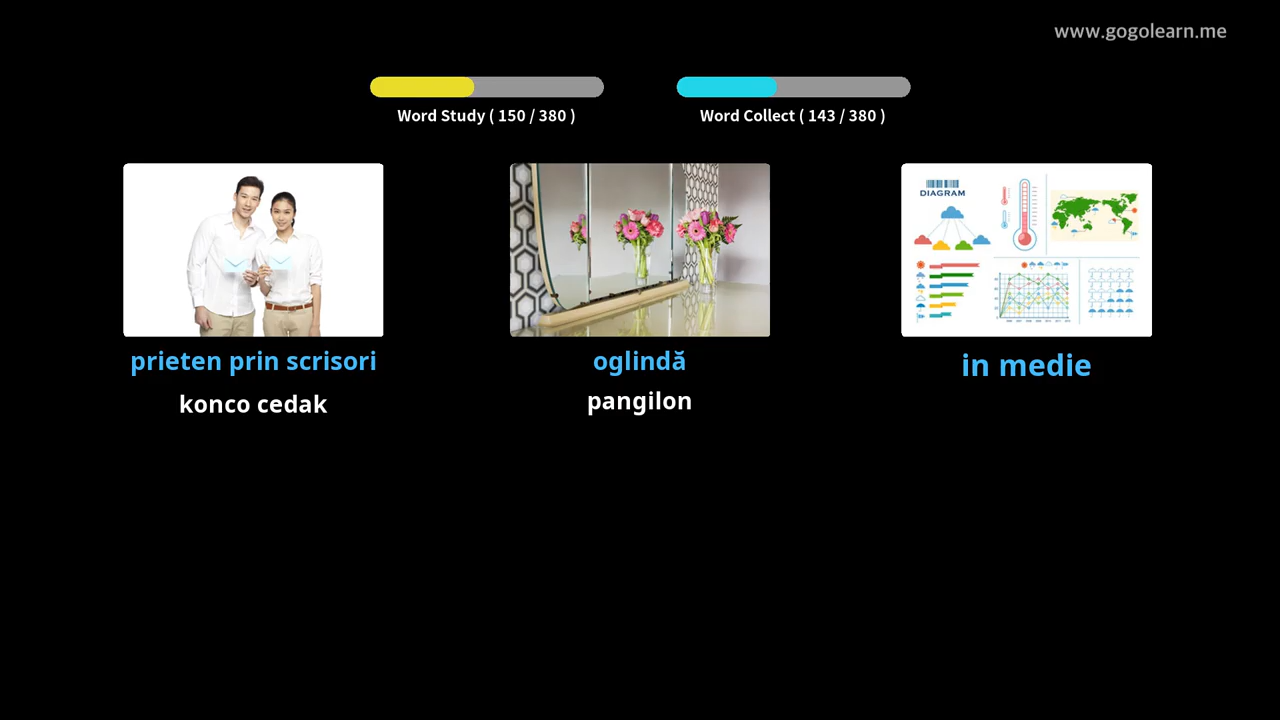 www.gogolearn.me
Word Study ( 150 / 380 )
Word Collect ( 143 / 380 )
DIAGRAM
prieten prin scrisori
oglindă
in medie
konco cedak
pangilon